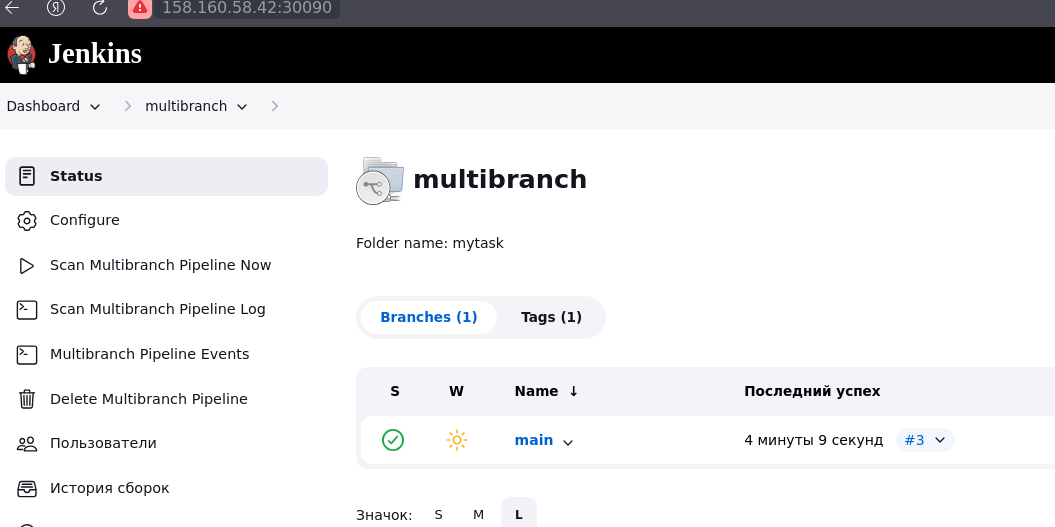 158.160.58.42:30090
Jenkins
Dashboard multibranch
Status
Configure
Scan Multibranch Pipeline Now
Scan Multibranch Pipeline Log
Multibranch Pipeline Events
Delete Multibranch Pipeline
Пользователи
История сборок
multibranch
Folder name: mytask
Branches (1) Tags (1)
S W Name ↓ Последний успех
main 4 минуты 9 секунд #3
Значок: S M L